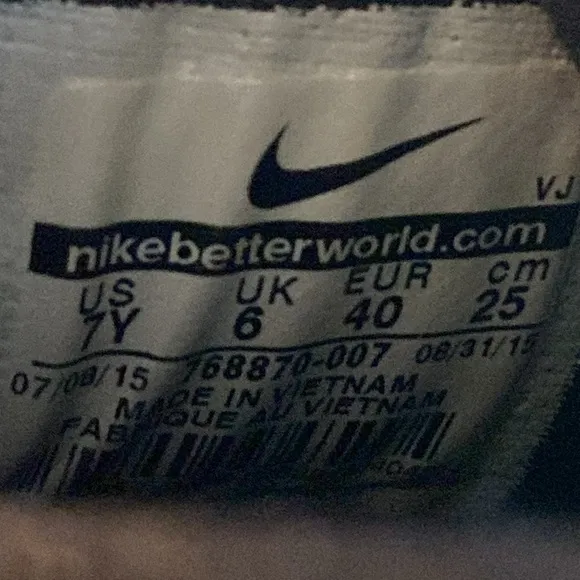 VJ
nikebetterworld.com
US UK EUR cm
7Y 6 40 25
07/09/15 768870-007 08/31/15
MADE IN VIETNAM
FABRIQUE AU VIETNAM